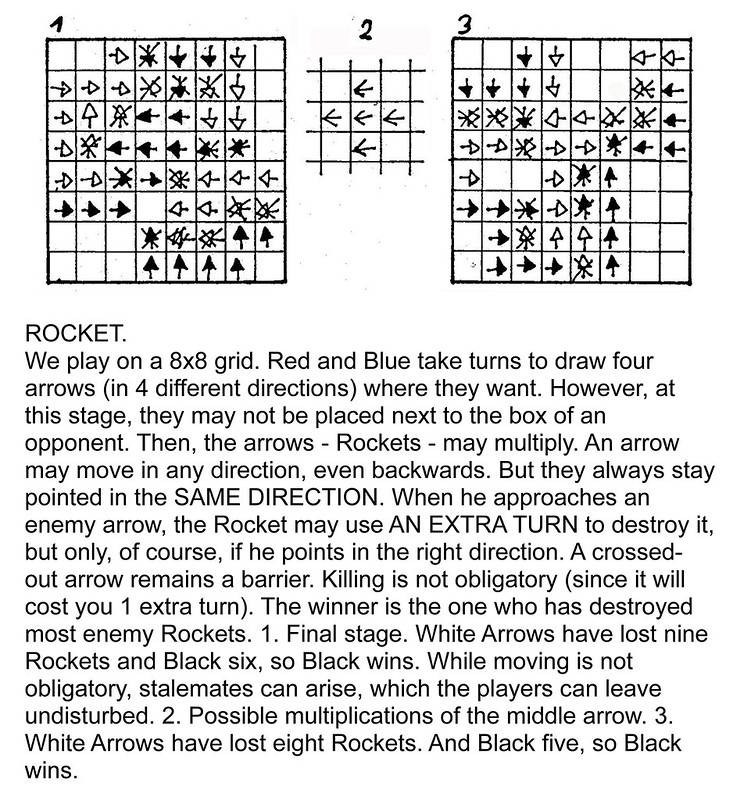 1
2
3
ROCKET.
We play on a 8x8 grid. Red and Blue take turns to draw four
arrows (in 4 different directions) where they want. However, at
this stage, they may not be placed next to the box of an
opponent. Then, the arrows - Rockets - may multiply. An arrow
may move in any direction, even backwards. But they always stay
pointed in the SAME DIRECTION. When he approaches an
enemy arrow, the Rocket may use AN EXTRA TURN to destroy it,
but only, of course, if he points in the right direction. A crossed-
out arrow remains a barrier. Killing is not obligatory (since it will
cost you 1 extra turn). The winner is the one who has destroyed
most enemy Rockets. 1. Final stage. White Arrows have lost nine
Rockets and Black six, so Black wins. While moving is not
obligatory, stalemates can arise, which the players can leave
undisturbed. 2. Possible multiplications of the middle arrow. 3.
White Arrows have lost eight Rockets. And Black five, so Black
wins.